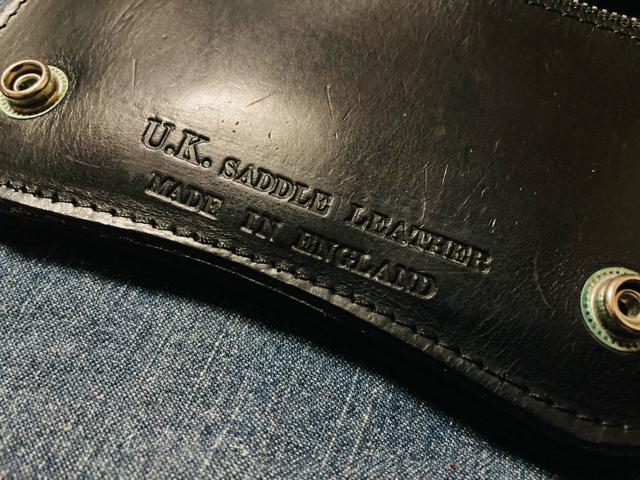 U.K. SADDLE LEATHER
MADE IN ENGLAND